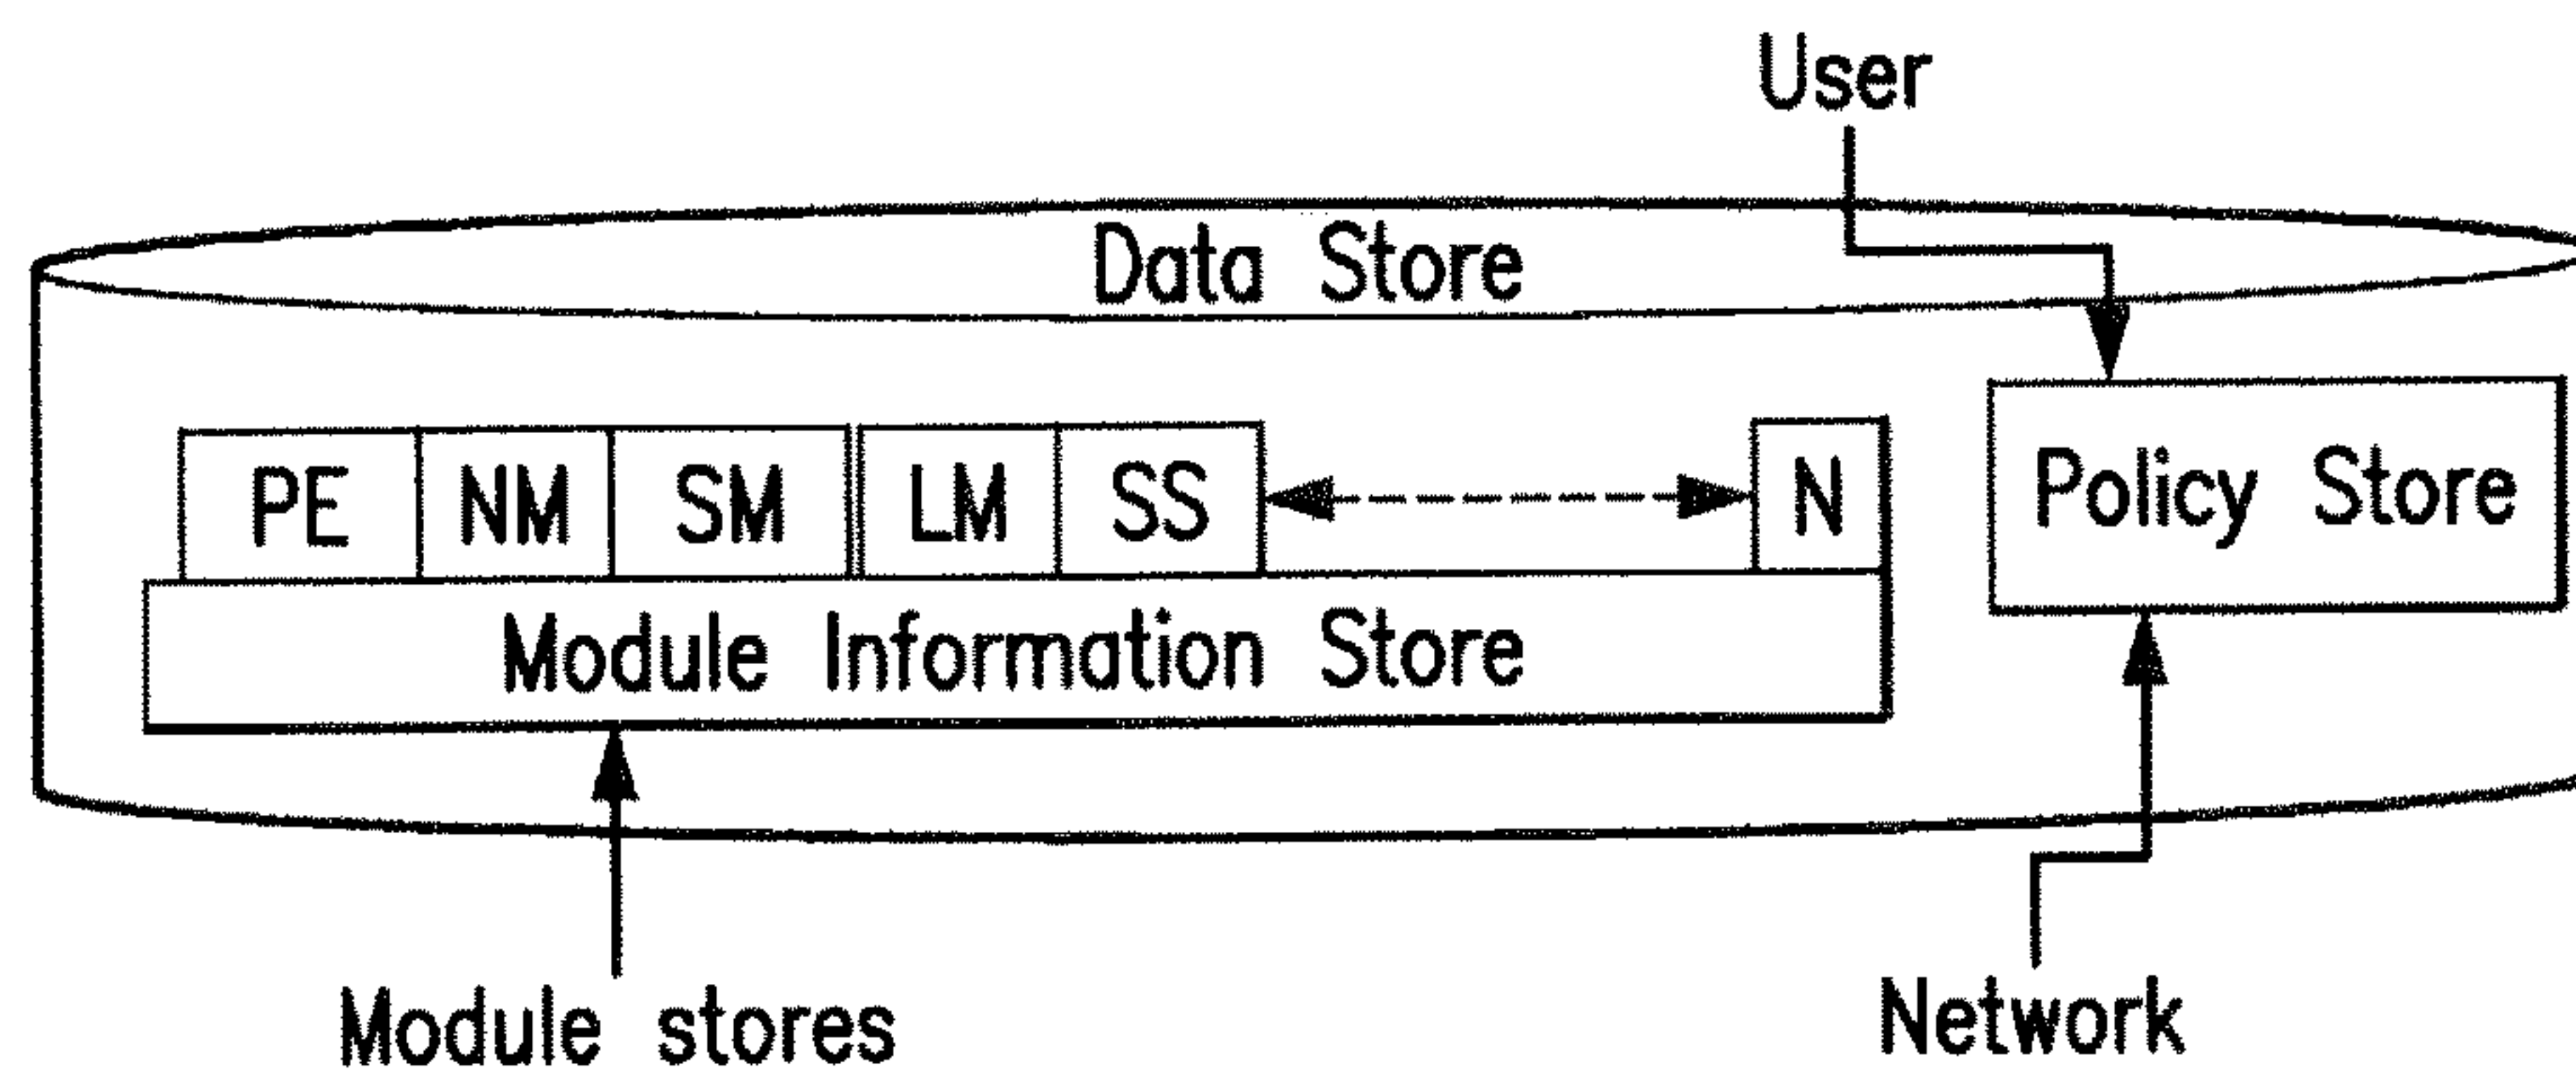 User
Data Store
PE NM SM LM SS N
Policy Store
Module Information Store
Module stores
Network